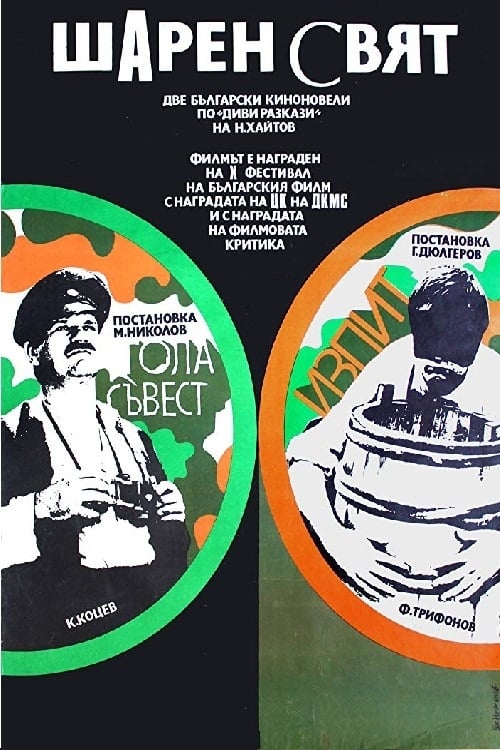 ШАРЕН СВЯТ
ДВЕ БЪЛГАРСКИ КИНОНОВЕЛИ
ПО „ДИВИ РАЗКАЗИ“
НА Н.ХАЙТОВ
ФИЛМЪТ Е НАГРАДЕН
НА X ФЕСТИВАЛ
НА БЪЛГАРСКИЯ ФИЛМ
С НАГРАДАТА НА ЦК НА ДКМС
И С НАГРАДАТА
НА ФИЛМОВАТА
КРИТИКА
ПОСТАНОВКА
М.НИКОЛОВ
ГОЛА
СЪВЕСТ
К.КОЦЕВ
ПОСТАНОВКА
Г.ДЮЛГЕРОВ
ИЗПИТ
Ф.ТРИФОНОВ